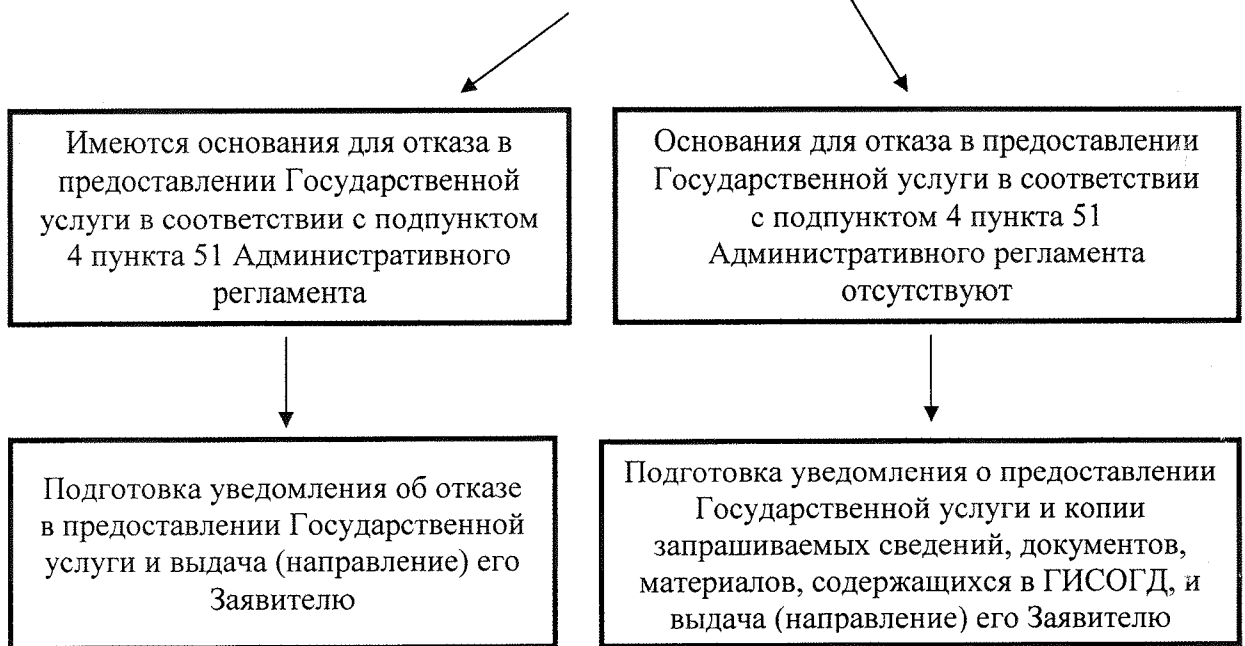 Имеются основания для отказа в
предоставлении Государственной
услуги в соответствии с подпунктом
4 пункта 51 Административного
регламента
Основания для отказа в предоставлении
Государственной услуги в соответствии
с подпунктом 4 пункта 51
Административного регламента
отсутствуют
Подготовка уведомления об отказе
в предоставлении Государственной
услуги и выдача (направление) его
Заявителю
Подготовка уведомления о предоставлении
Государственной услуги и копии
запрашиваемых сведений, документов,
материалов, содержащихся в ГИСОГД, и
выдача (направление) его Заявителю